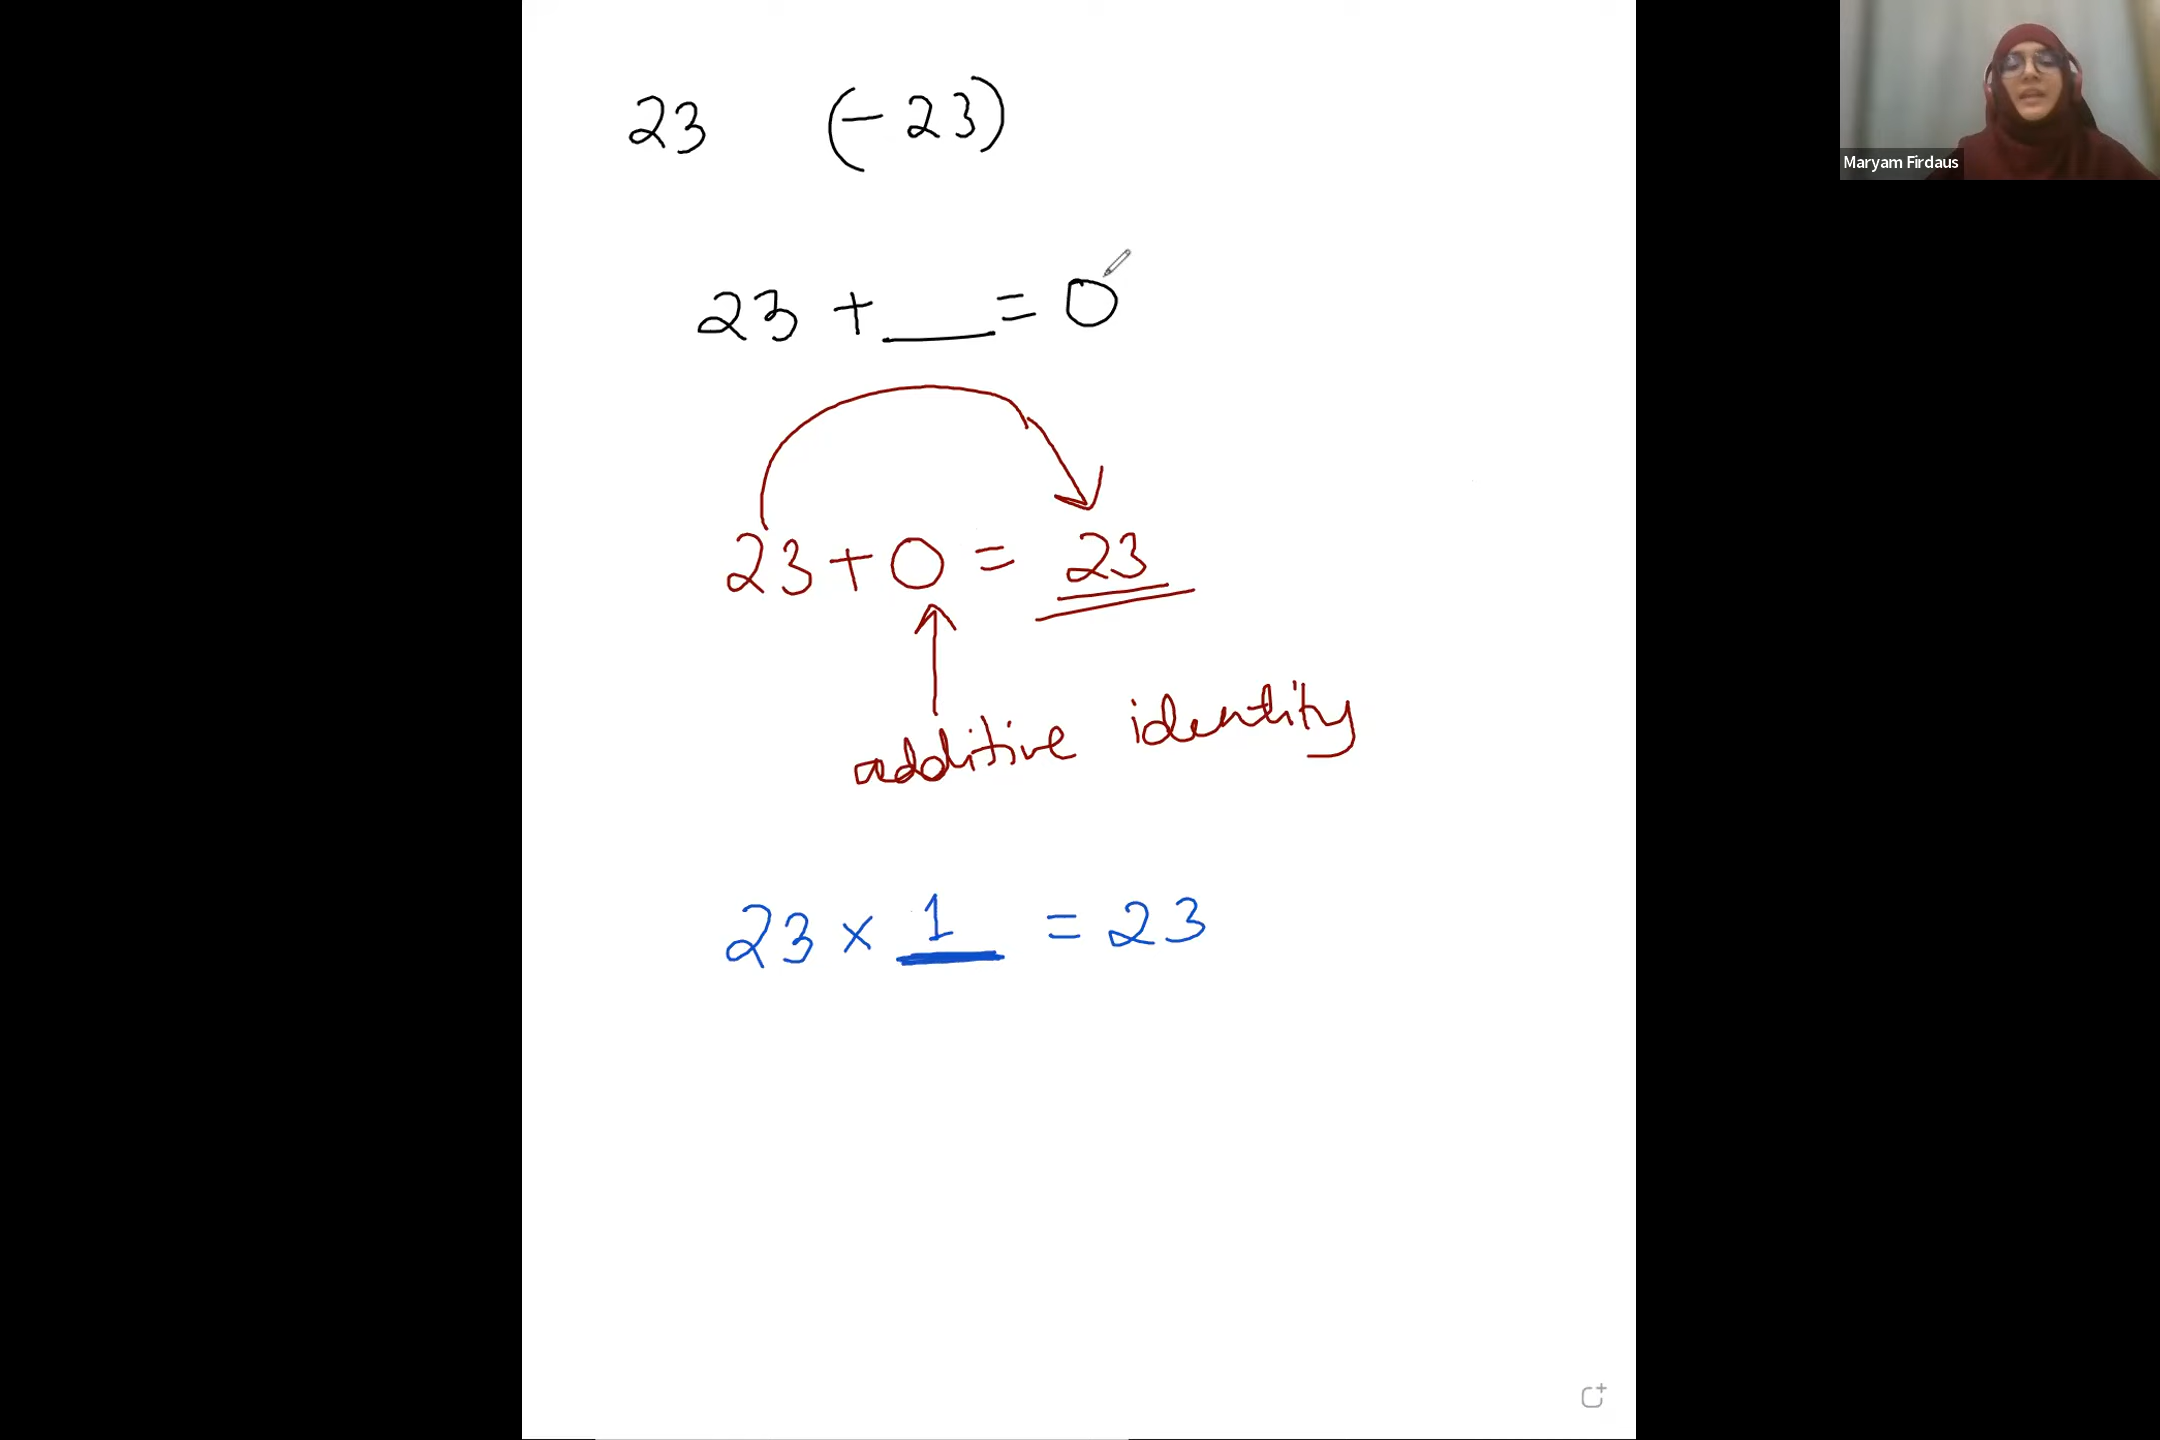 23 (-23)
Maryam Firdaus
23 + ___ = 0
23 + 0 = 23
additive identity
23 × 1 = 23